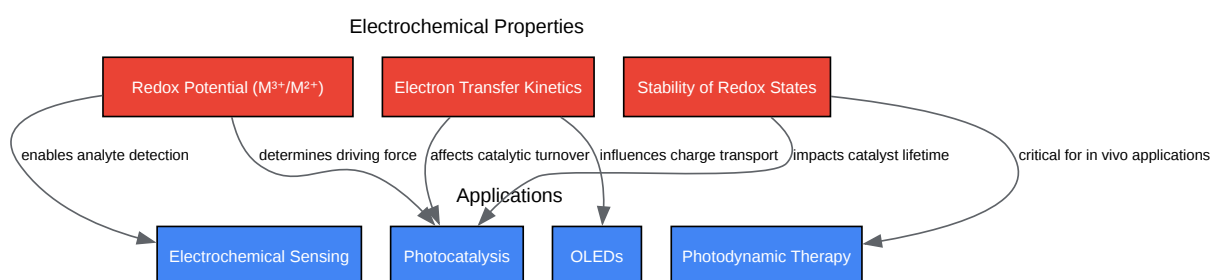 Electrochemical Properties
Redox Potential (M³⁺/M²⁺)
Electron Transfer Kinetics
Stability of Redox States
enables analyte detection
determines driving force
affects catalytic turnover
influences charge transport
impacts catalyst lifetime
critical for in vivo applications
Applications
Electrochemical Sensing
Photocatalysis
OLEDs
Photodynamic Therapy